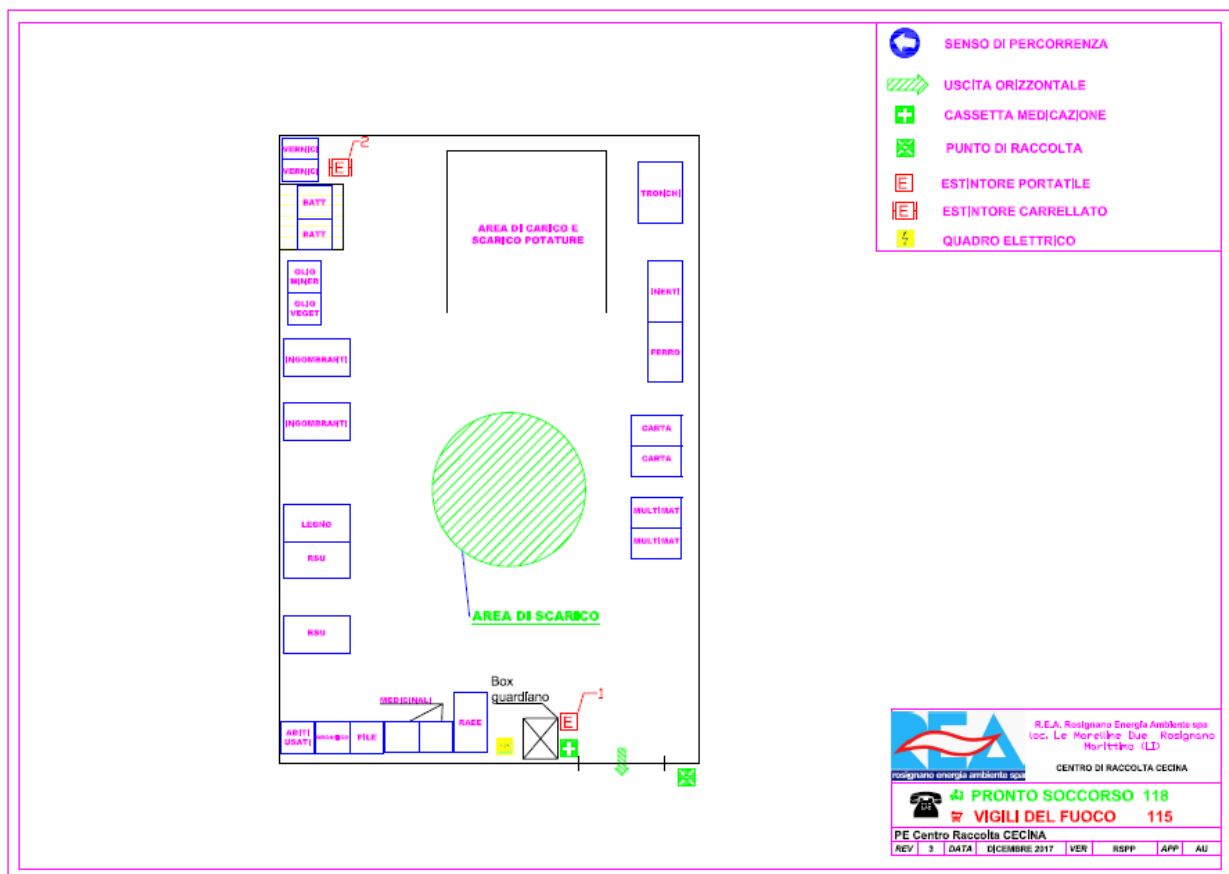 SENSO DI PERCORRENZA
USCITA ORIZZONTALE
CASSETTA MEDICAZIONE
PUNTO DI RACCOLTA
E
ESTINTORE PORTATILE
E
ESTINTORE CARRELLATO
QUADRO ELETTRICO
VERNICI
VERNICI
E
2
BATT
BATT
AREA DI CARICO E
SCARICO POTATURE
TRONCHI
OLIO
MINER
OLIO
VEGET
INERTI
FERRO
INGOMBRANTI
INGOMBRANTI
CARTA
CARTA
MULTIMAT
MULTIMAT
LEGNO
RSU
RSU
AREA DI SCARICO
MEDICINALI
Box
guardiano
E
1
ABITI
USATI
PILE
RAEE
REA
rosignano energia ambiente spa
R.E.A. Rosignano Energia Ambiente spa
loc. Le Morelline Due _ Rosignano
Marittimo (LI)
CENTRO DI RACCOLTA CECINA
PRONTO SOCCORSO 118
VIGILI DEL FUOCO 115
PE Centro Raccolta CECINA
REV 3 DATA DICEMBRE 2017 VER RSPP APP AU